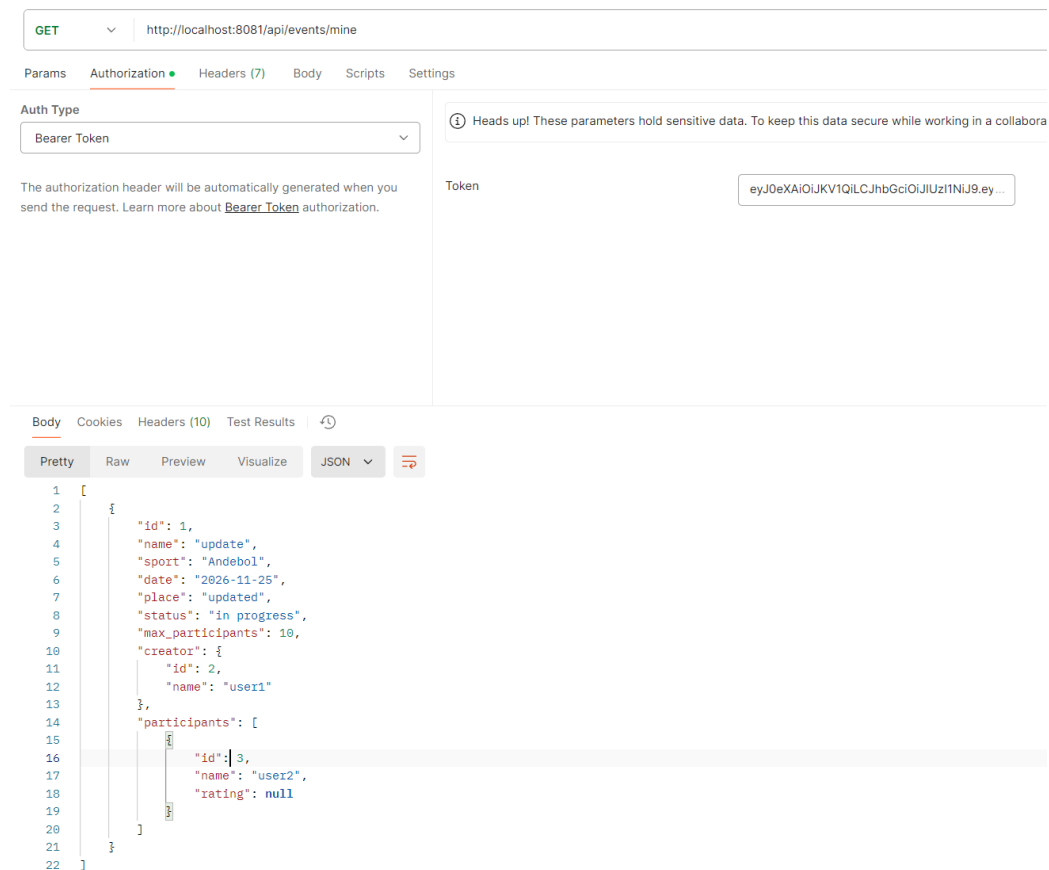 GET http://localhost:8081/api/events/mine
Params Authorization Headers (7) Body Scripts Settings
Auth Type
Bearer Token
The authorization header will be automatically generated when you
send the request. Learn more about Bearer Token authorization.
Heads up! These parameters hold sensitive data. To keep this data secure while working in a collabora
Token eyJ0eXAiOiJKV1QiLCJhbGciOiJIUzI1NiJ9.ey...
Body Cookies Headers (10) Test Results
Pretty Raw Preview Visualize JSON
1 [
2 {
3 "id": 1,
4 "name": "update",
5 "sport": "Andebol",
6 "date": "2026-11-25",
7 "place": "updated",
8 "status": "in progress",
9 "max_participants": 10,
10 "creator": {
11 "id": 2,
12 "name": "user1"
13 },
14 "participants": [
15 {
16 "id": 3,
17 "name": "user2",
18 "rating": null
19 }
20 ]
21 }
22 ]